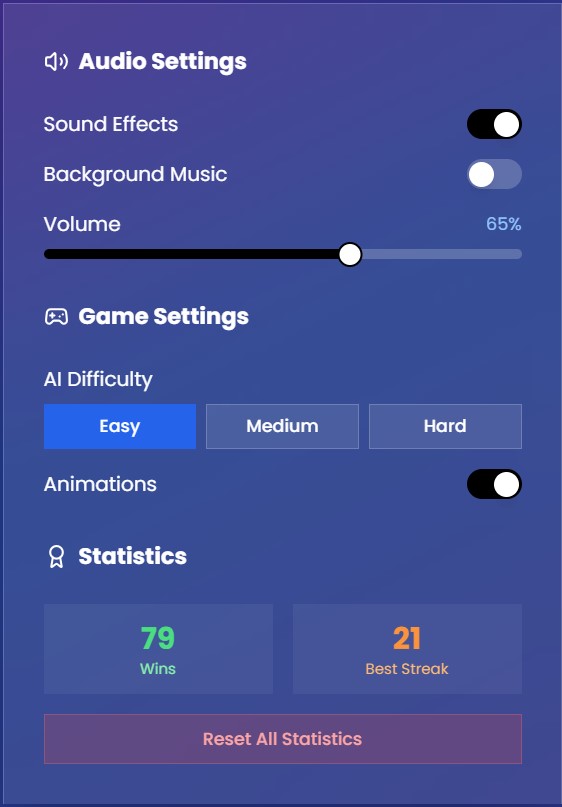 Audio Settings
Sound Effects
Background Music
Volume 65%
Game Settings
AI Difficulty
Easy Medium Hard
Animations
Statistics
79 21
Wins Best Streak
Reset All Statistics